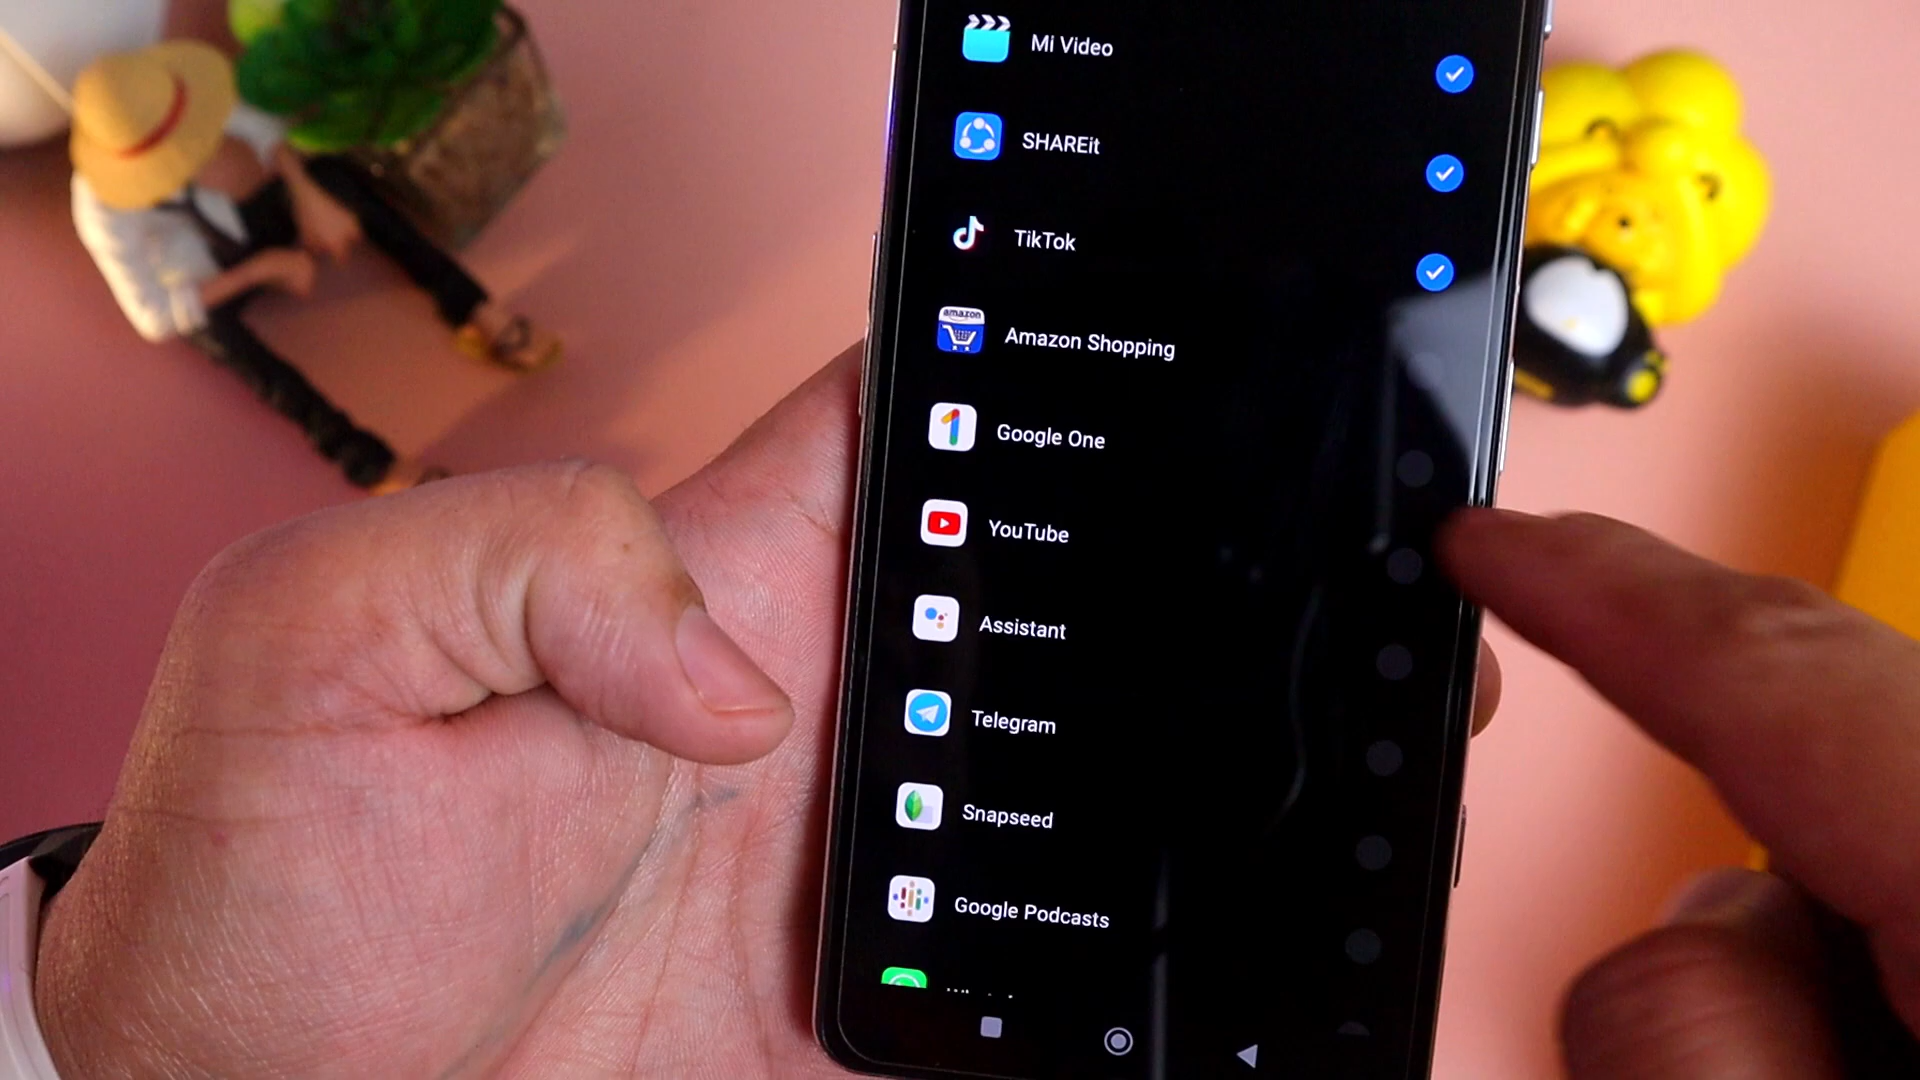 Mi Video
SHAREit
TikTok
amazon
Amazon Shopping
Google One
YouTube
Assistant
Telegram
Snapseed
Google Podcasts